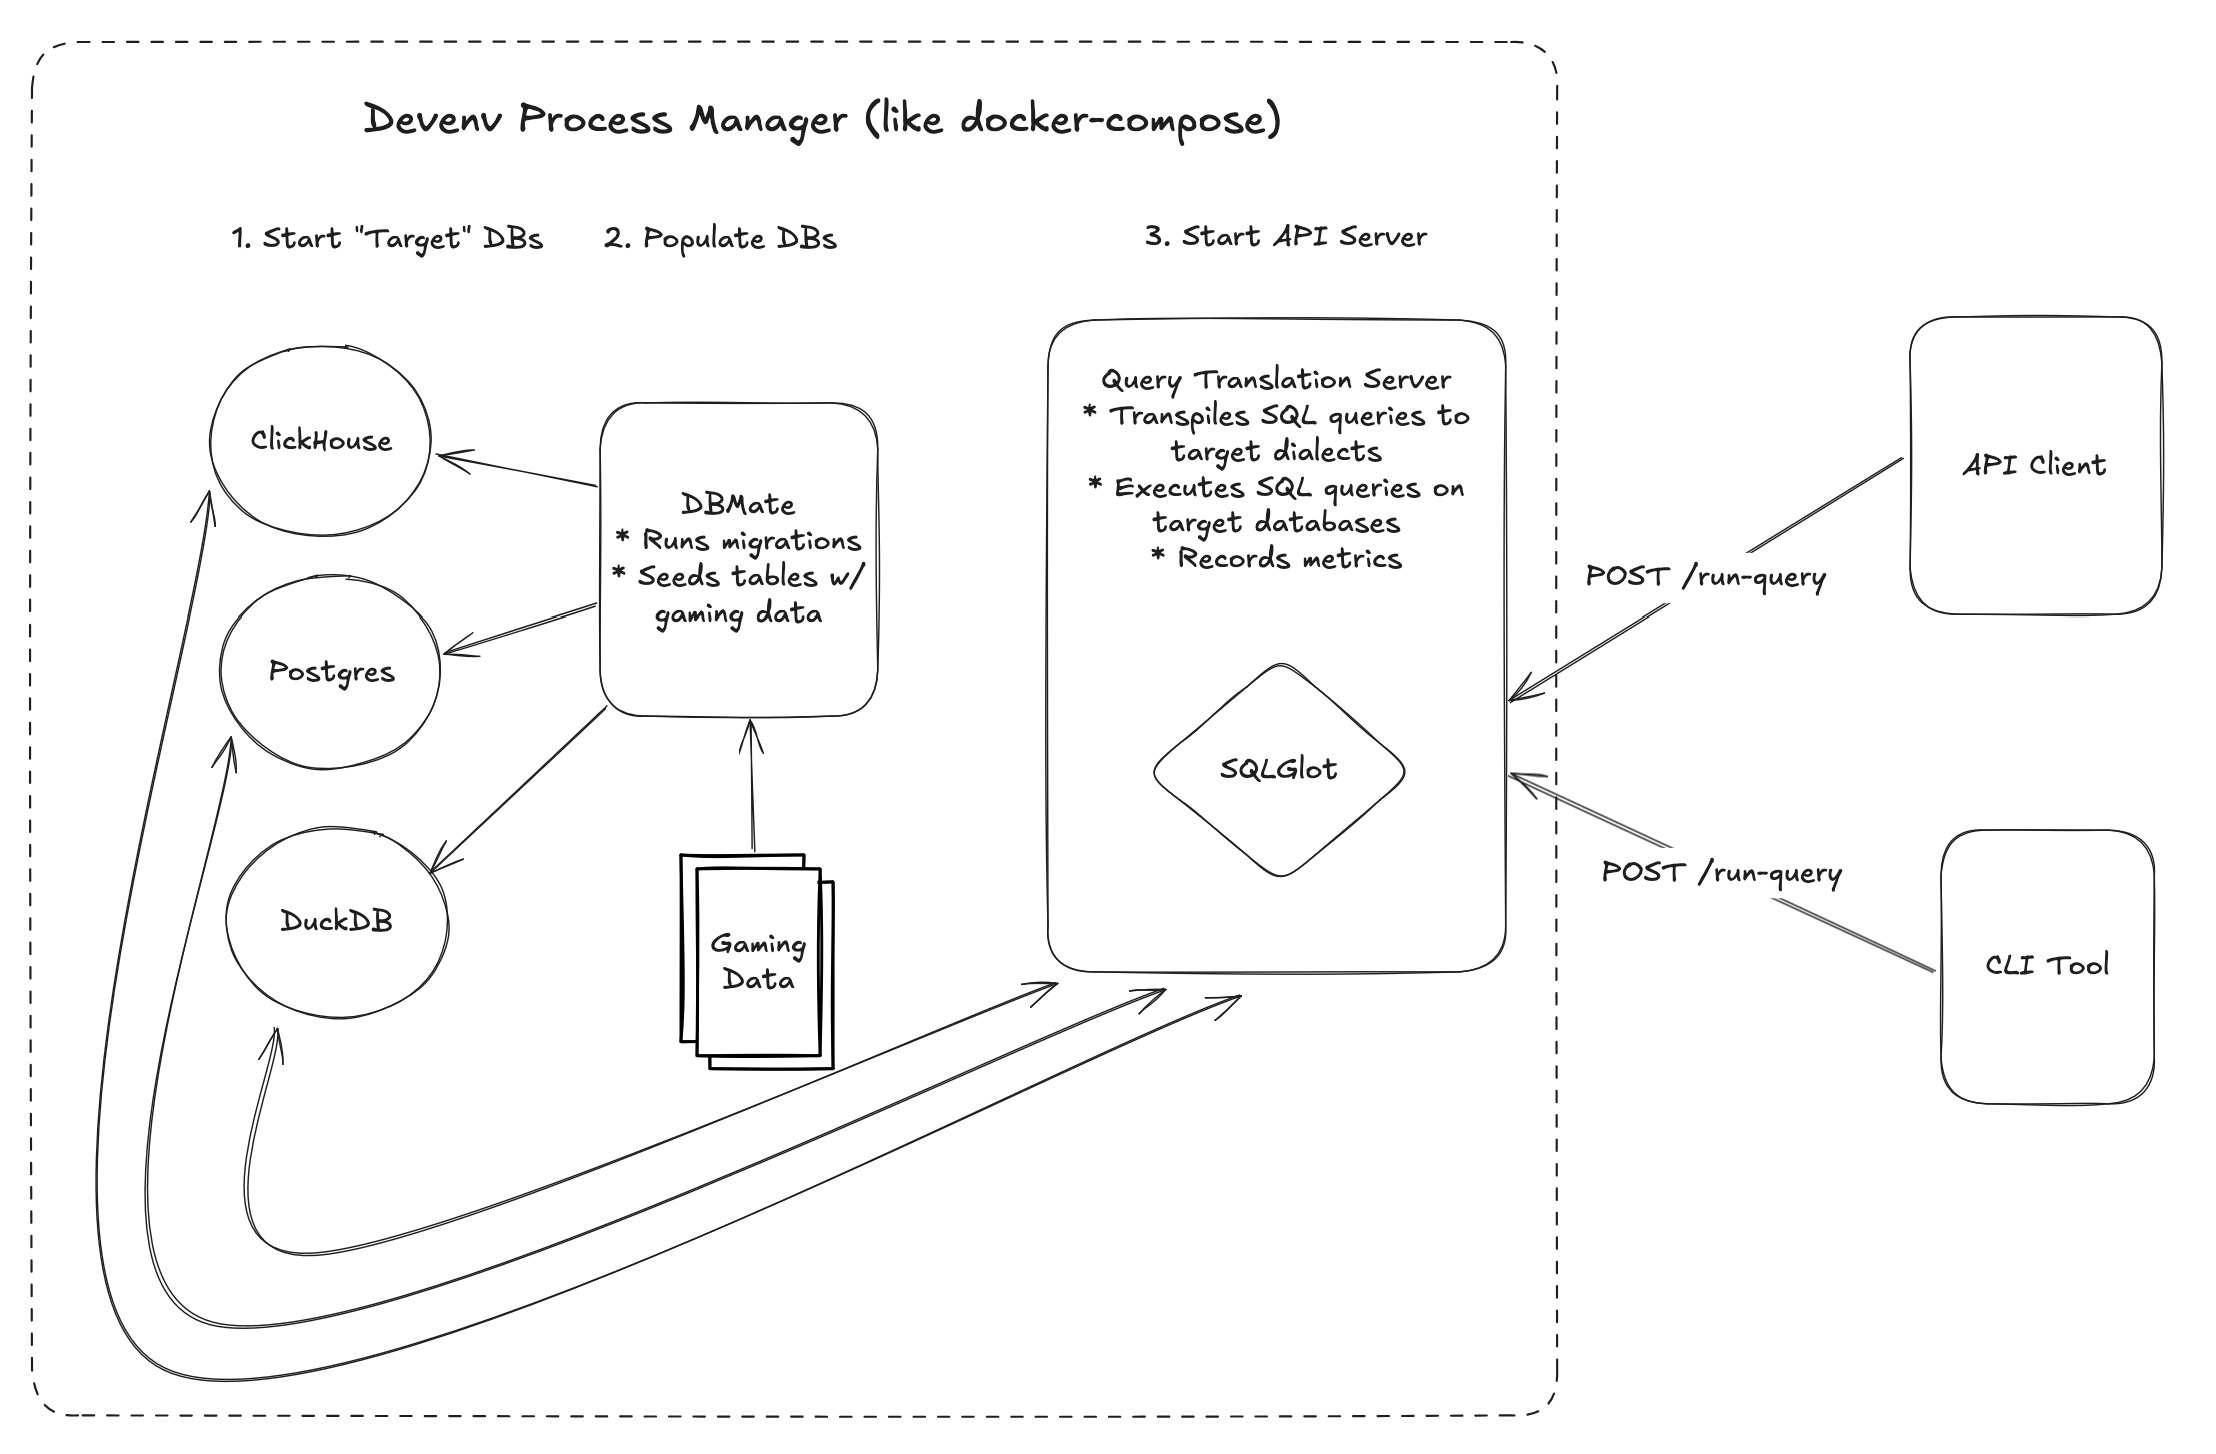 Devenv Process Manager (like docker-compose)
1. Start "Target" DBs
2. Populate DBs
3. Start API Server
ClickHouse
Postgres
DuckDB
DBMate
* Runs migrations
* Seeds tables w/
gaming data
Gaming
Data
Query Translation Server
* Transpiles SQL queries to
target dialects
* Executes SQL queries on
target databases
* Records metrics
SQLGlot
POST /run-query
POST /run-query
API Client
CLI Tool